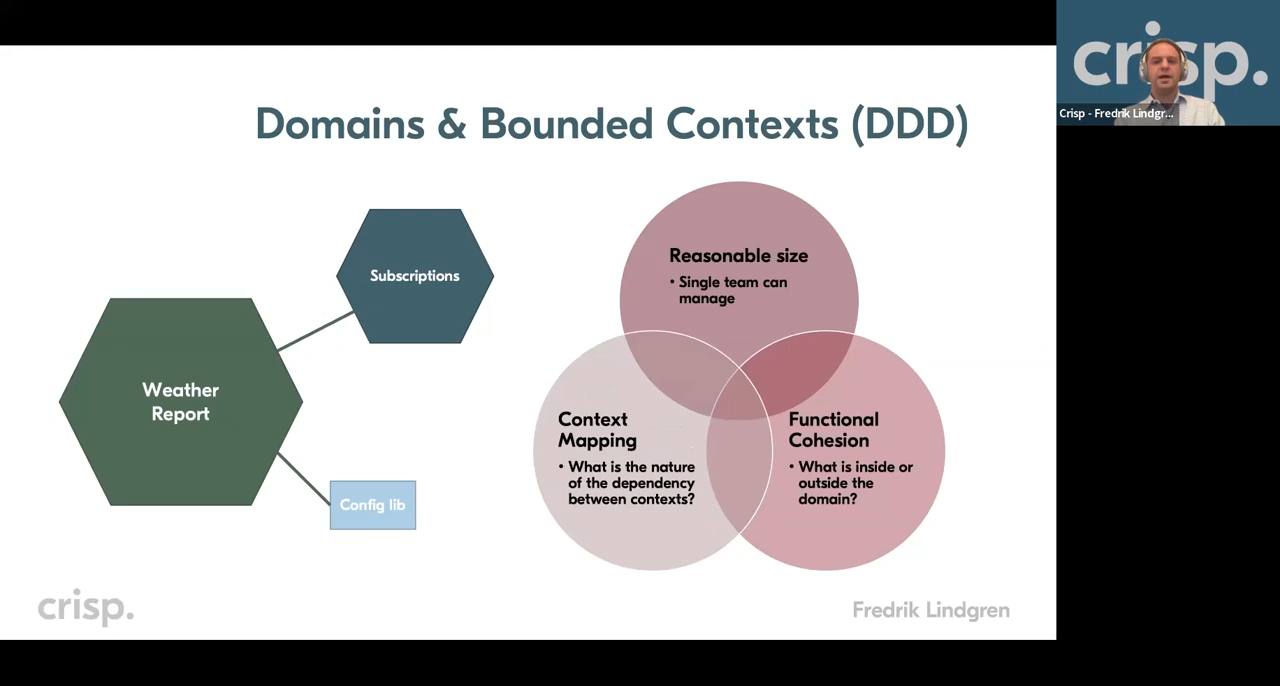 Domains & Bounded Contexts (DDD)
Subscriptions
Weather
Report
Config lib
Reasonable size
• Single team can
manage
Context
Mapping
• What is the nature
of the dependency
between contexts?
Functional
Cohesion
• What is inside or
outside the
domain?
crisp.
Fredrik Lindgren
crisp.
Crisp - Fredrik Lindgr...